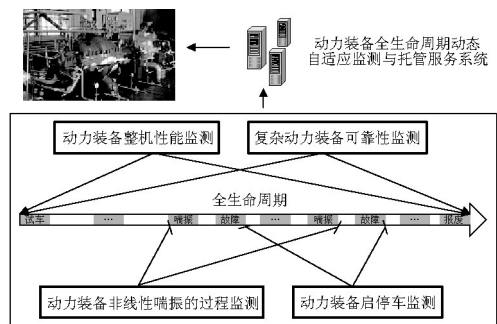 动力装备全生命周期动态
自适应监测与托管服务系统
动力装备整机性能监测
复杂动力装备可靠性监测
全生命周期
试车 … 喘振 故障 … 喘振 故障 … 报废
动力装备非线性喘振的过程监测
动力装备启停车监测